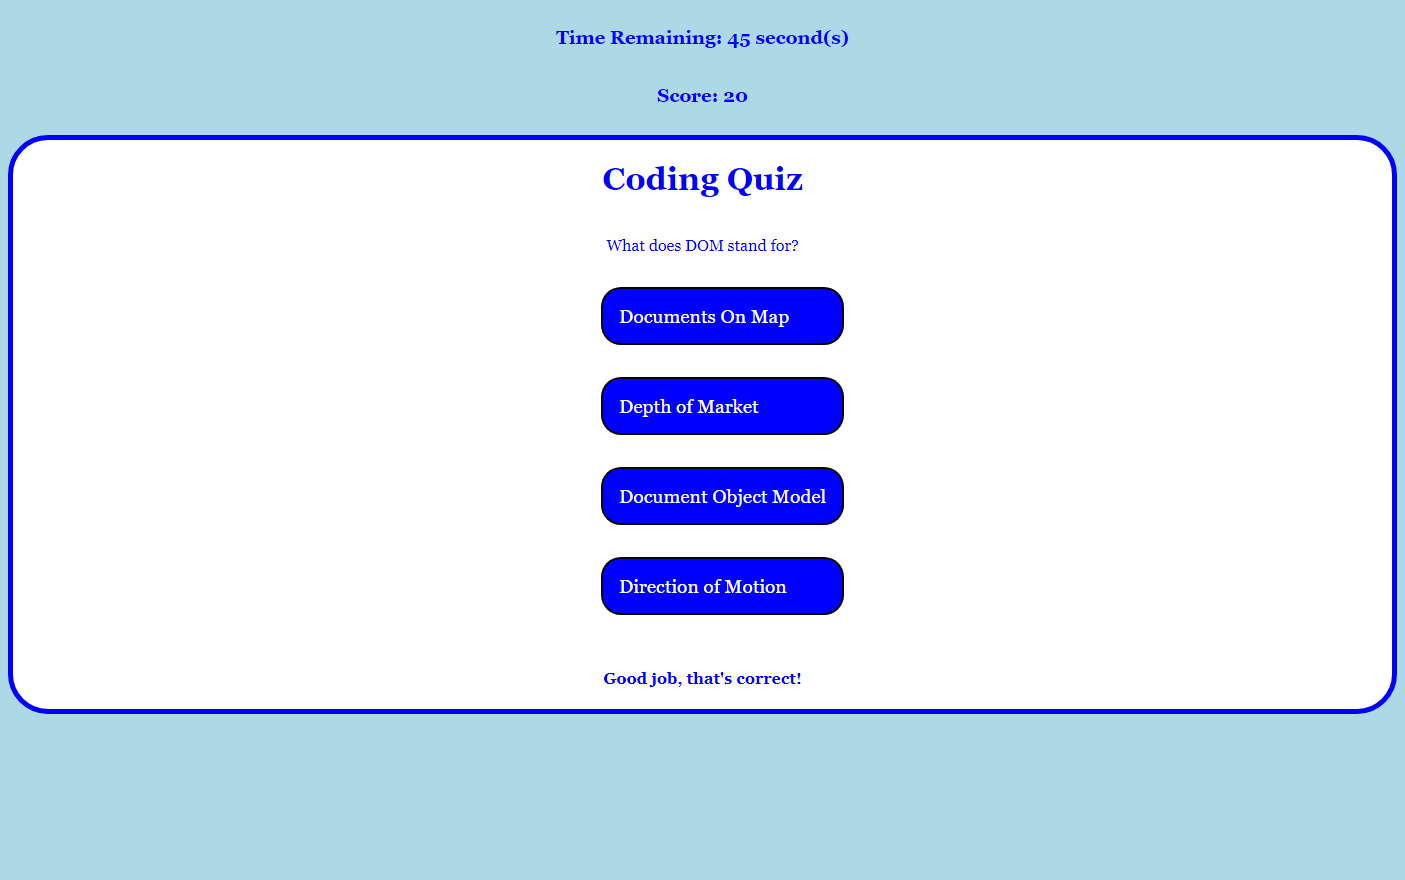 Time Remaining: 45 second(s)
Score: 20
Coding Quiz
What does DOM stand for?
Documents On Map
Depth of Market
Document Object Model
Direction of Motion
Good job, that's correct!